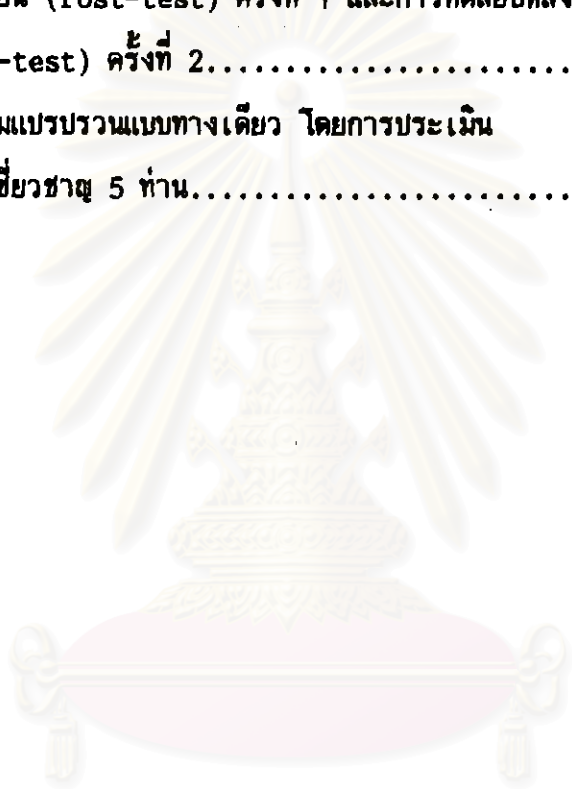 (Post-test) ครั้งที่ 1 และการทดสอบหลัง
-test) ครั้งที่ 2........................
แปรปรวนแบบทางเดียว โดยการประเมิน
เชี่ยวชาญ 5 ท่าน........................